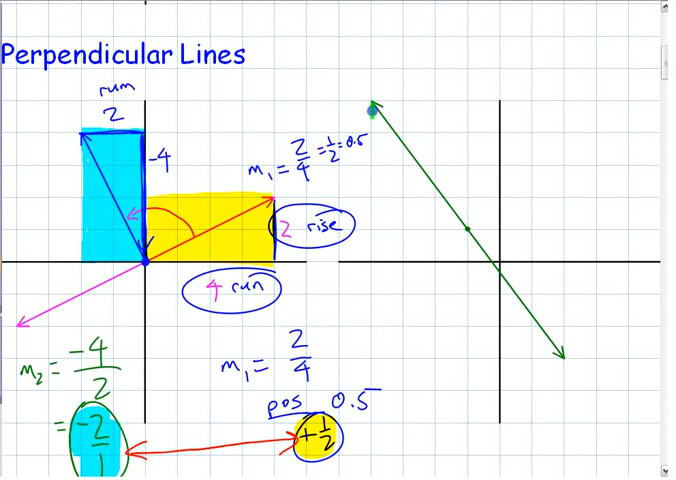 Perpendicular Lines
run
2
-4
m₁ = 2/4 = 1/2 = 0.5
2 rise
4 run
m₂ = -4/2
= -2/1
m₁ = 2/4
pos 0.5
+1/2